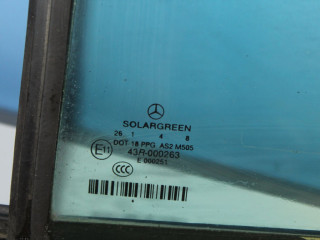 SOLARGREEN
26 1 4 8
DOT-18 PPG AS2 M585
E11 43R-000263
E 000251
CCC